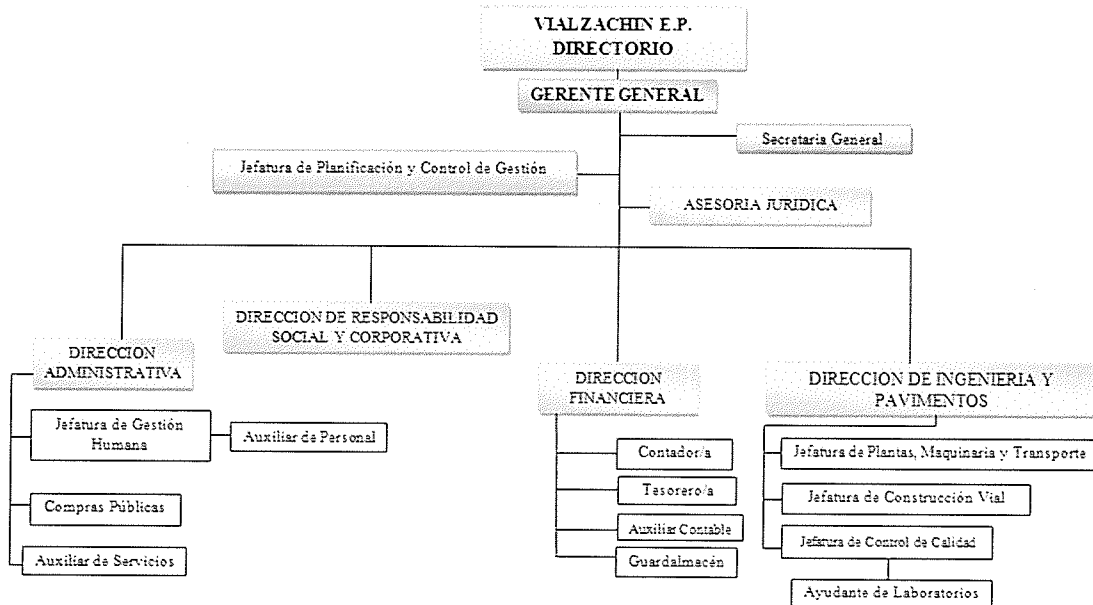 VIALZACHIN E.P.
DIRECTORIO
GERENTE GENERAL
Secretaria General
Jefatura de Planificación y Control de Gestión
ASESORIA JURIDICA
DIRECCION DE RESPONSABILIDAD
SOCIAL Y CORPORATIVA
DIRECCION
ADMINISTRATIVA
Jefatura de Gestión
Humana
Auxiliar de Personal
Compras Públicas
Auxiliar de Servicios
DIRECCION
FINANCIERA
Contador/a
Tesorero/a
Auxiliar Contable
Guardalmacén
DIRECCION DE INGENIERIA Y
PAVIMENTOS
Jefatura de Plantas, Maquinaria y Transporte
Jefatura de Construcción Vial
Jefatura de Control de Calidad
Ayudante de Laboratorios